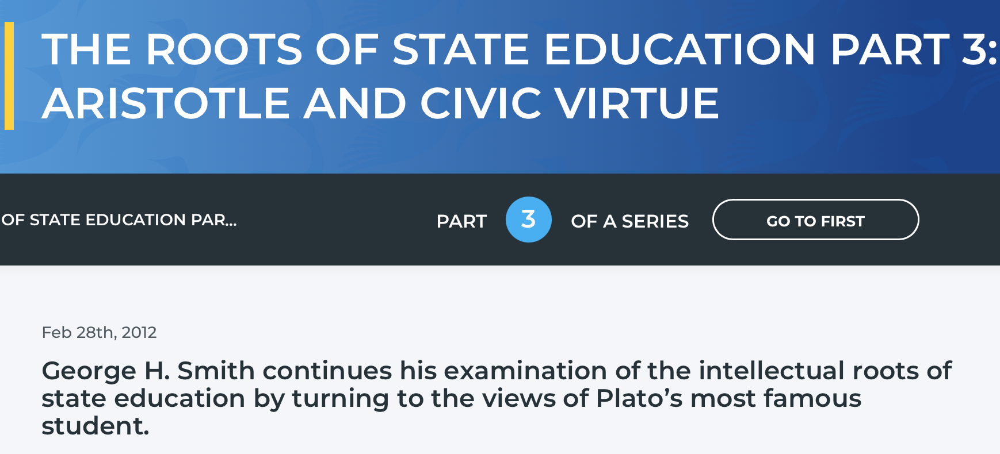 THE ROOTS OF STATE EDUCATION PART 3:
ARISTOTLE AND CIVIC VIRTUE
OF STATE EDUCATION PAR...
PART 3 OF A SERIES
GO TO FIRST
Feb 28th, 2012
George H. Smith continues his examination of the intellectual roots of
state education by turning to the views of Plato’s most famous
student.